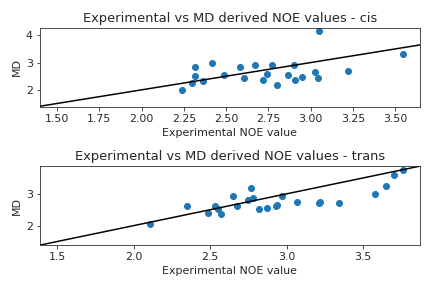 Experimental vs MD derived NOE values - cis
4
3
2
MD
1.50 1.75 2.00 2.25 2.50 2.75 3.00 3.25 3.50
Experimental NOE value
Experimental vs MD derived NOE values - trans
3
2
MD
1.5 2.0 2.5 3.0 3.5
Experimental NOE value